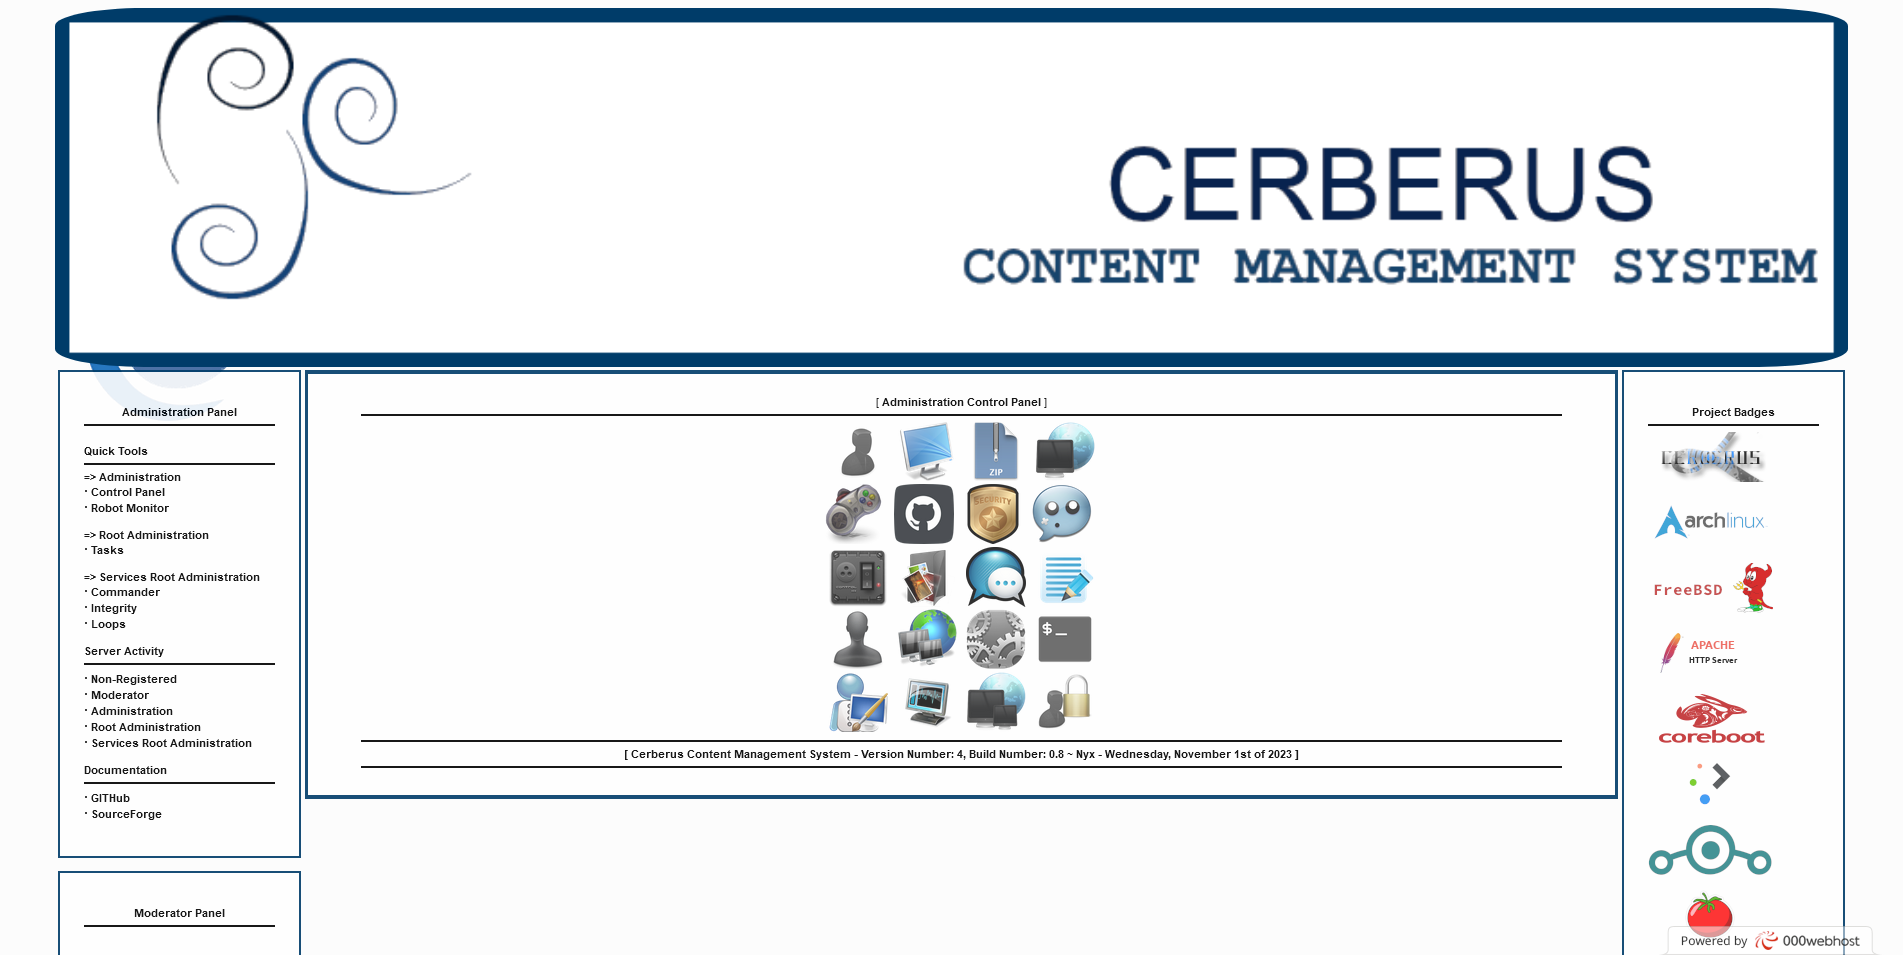 CERBERUS
CONTENT MANAGEMENT SYSTEM
Administration Panel
Quick Tools
=> Administration
· Control Panel
· Robot Monitor
=> Root Administration
· Tasks
=> Services Root Administration
· Commander
· Integrity
· Loops
Server Activity
· Non-Registered
· Moderator
· Administration
· Root Administration
· Services Root Administration
Documentation
· GITHub
· SourceForge
Moderator Panel
[ Administration Control Panel ]
ZIP
SECURITY
$ _
[ Cerberus Content Management System - Version Number: 4, Build Number: 0.8 ~ Nyx - Wednesday, November 1st of 2023 ]
Project Badges
CERBERUS
archlinux
FreeBSD
APACHE
HTTP Server
coreboot
Powered by 000webhost